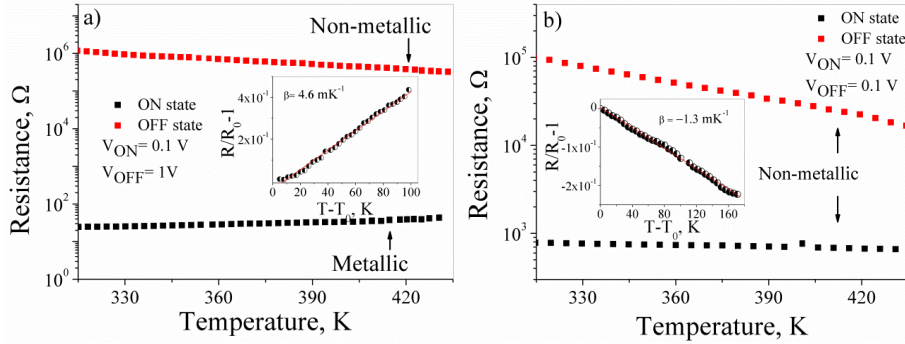 a)
Non-metallic
ON state
OFF state
V_ON= 0.1 V
V_OFF= 1V
β= 4.6 mK⁻¹
R/R₀-1
4x10⁻¹
2x10⁻¹
0 20 40 60 80 100
T-T₀, K
Metallic
Resistance, Ω
10⁸
10⁶
10⁴
10²
10⁰
330 360 390 420
Temperature, K
b)
ON state
OFF state
V_ON= 0.1 V
V_OFF= 0.1 V
β = −1.3 mK⁻¹
R/R₀-1
0
-1x10⁻¹
-2x10⁻¹
0 40 80 120 160
T-T₀, K
Non-metallic
Resistance, Ω
10⁵
10⁴
10³
330 360 390 420
Temperature, K